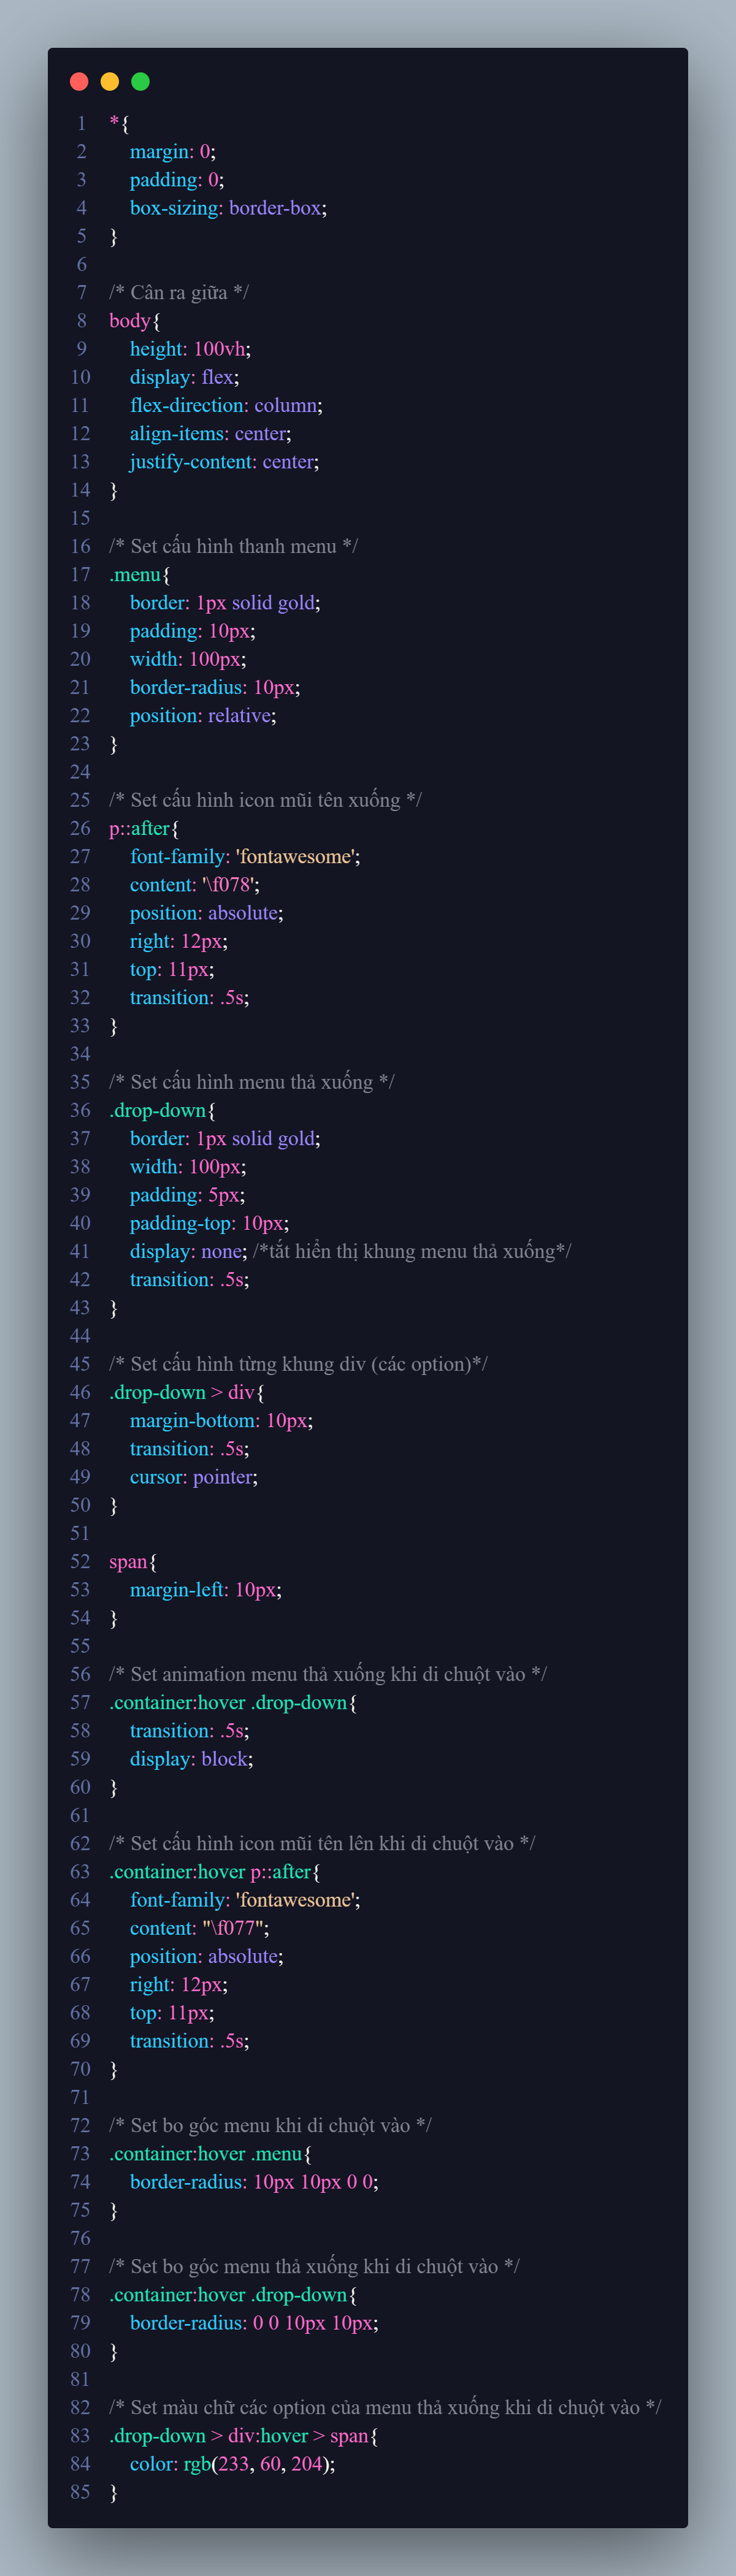 1 *{
2     margin: 0;
3     padding: 0;
4     box-sizing: border-box;
5 }
6
7 /* Cân ra giữa */
8 body{
9     height: 100vh;
10     display: flex;
11     flex-direction: column;
12     align-items: center;
13     justify-content: center;
14 }
15
16 /* Set cấu hình thanh menu */
17 .menu{
18     border: 1px solid gold;
19     padding: 10px;
20     width: 100px;
21     border-radius: 10px;
22     position: relative;
23 }
24
25 /* Set cấu hình icon mũi tên xuống */
26 p::after{
27     font-family: 'fontawesome';
28     content: '\f078';
29     position: absolute;
30     right: 12px;
31     top: 11px;
32     transition: .5s;
33 }
34
35 /* Set cấu hình menu thả xuống */
36 .drop-down{
37     border: 1px solid gold;
38     width: 100px;
39     padding: 5px;
40     padding-top: 10px;
41     display: none; /*tắt hiển thị khung menu thả xuống*/
42     transition: .5s;
43 }
44
45 /* Set cấu hình từng khung div (các option)*/
46 .drop-down > div{
47     margin-bottom: 10px;
48     transition: .5s;
49     cursor: pointer;
50 }
51
52 span{
53     margin-left: 10px;
54 }
55
56 /* Set animation menu thả xuống khi di chuột vào */
57 .container:hover .drop-down{
58     transition: .5s;
59     display: block;
60 }
61
62 /* Set cấu hình icon mũi tên lên khi di chuột vào */
63 .container:hover p::after{
64     font-family: 'fontawesome';
65     content: "\f077";
66     position: absolute;
67     right: 12px;
68     top: 11px;
69     transition: .5s;
70 }
71
72 /* Set bo góc menu khi di chuột vào */
73 .container:hover .menu{
74     border-radius: 10px 10px 0 0;
75 }
76
77 /* Set bo góc menu thả xuống khi di chuột vào */
78 .container:hover .drop-down{
79     border-radius: 0 0 10px 10px;
80 }
81
82 /* Set màu chữ các option của menu thả xuống khi di chuột vào */
83 .drop-down > div:hover > span{
84     color: rgb(233, 60, 204);
85 }